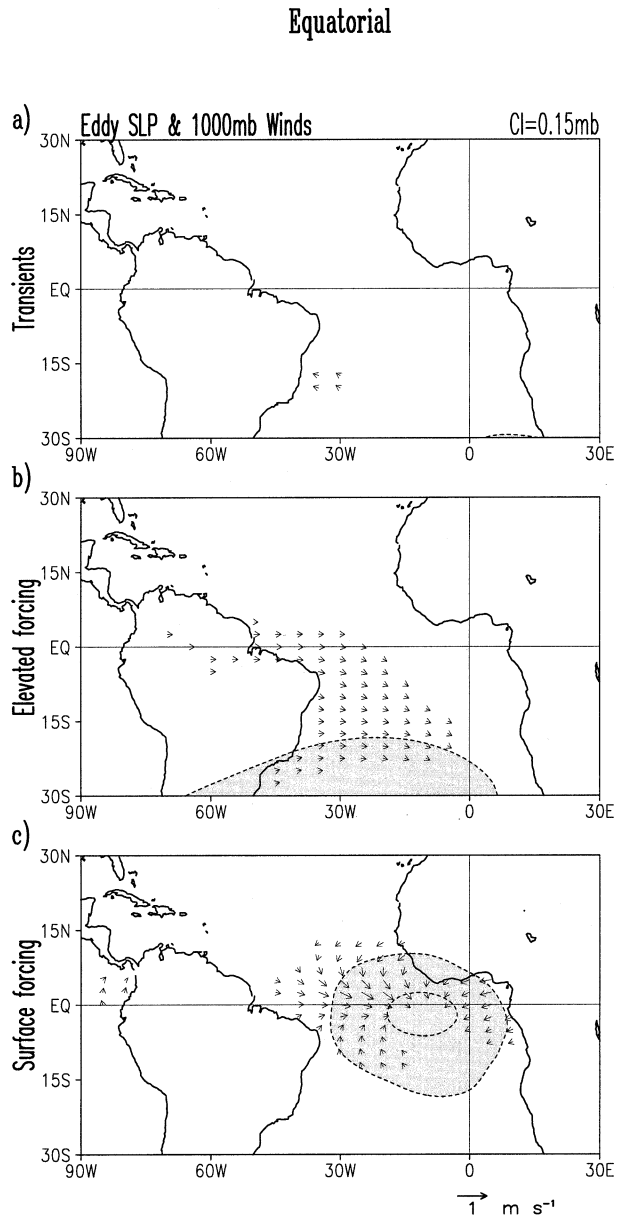 Equatorial
a) Eddy SLP & 1000mb Winds CI=0.15mb
Transients
30N
15N
EQ
15S
30S
90W 60W 30W 0 30E
b)
Elevated forcing
30N
15N
EQ
15S
30S
90W 60W 30W 0 30E
c)
Surface forcing
30N
15N
EQ
15S
30S
90W 60W 30W 0 30E
1 m s⁻¹